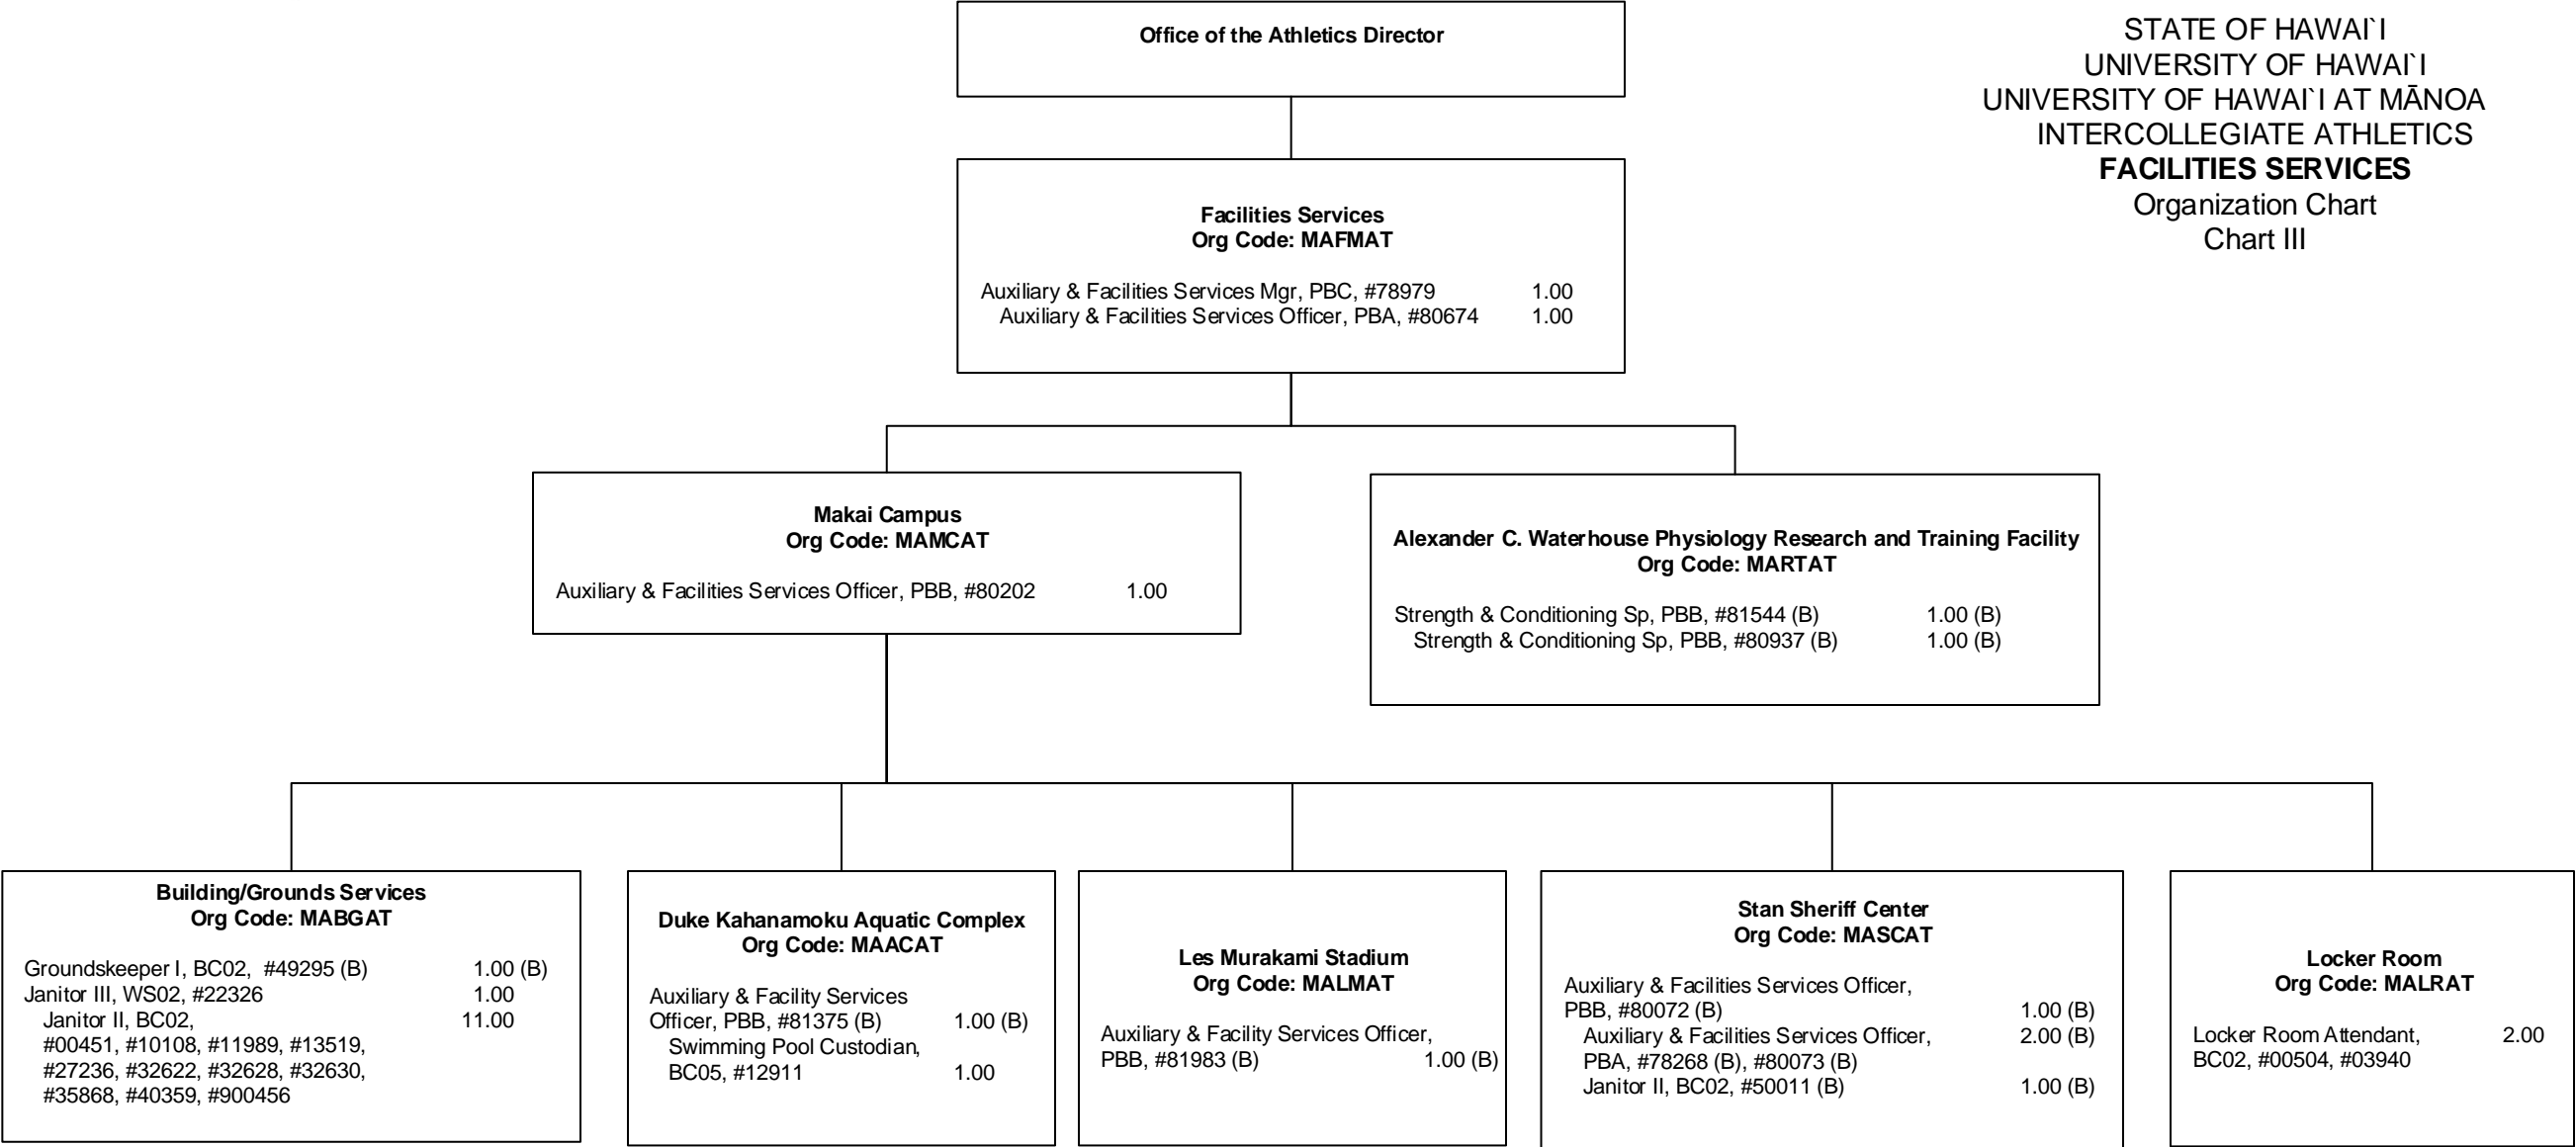 Office of the Athletics Director
STATE OF HAWAI`I
UNIVERSITY OF HAWAI`I
UNIVERSITY OF HAWAI`I AT MĀNOA
INTERCOLLEGIATE ATHLETICS
FACILITIES SERVICES
Organization Chart
Chart III
Facilities Services
Org Code: MAFMAT
Auxiliary & Facilities Services Mgr, PBC, #78979 1.00
Auxiliary & Facilities Services Officer, PBA, #80674 1.00
Makai Campus
Org Code: MAMCAT
Auxiliary & Facilities Services Officer, PBB, #80202 1.00
Alexander C. Waterhouse Physiology Research and Training Facility
Org Code: MARTAT
Strength & Conditioning Sp, PBB, #81544 (B) 1.00 (B)
Strength & Conditioning Sp, PBB, #80937 (B) 1.00 (B)
Building/Grounds Services
Org Code: MABGAT
Groundskeeper I, BC02, #49295 (B) 1.00 (B)
Janitor III, WS02, #22326 1.00
Janitor II, BC02, 11.00
#00451, #10108, #11989, #13519,
#27236, #32622, #32628, #32630,
#35868, #40359, #900456
Duke Kahanamoku Aquatic Complex
Org Code: MAACAT
Auxiliary & Facility Services
Officer, PBB, #81375 (B) 1.00 (B)
Swimming Pool Custodian,
BC05, #12911 1.00
Les Murakami Stadium
Org Code: MALMAT
Auxiliary & Facility Services Officer,
PBB, #81983 (B) 1.00 (B)
Stan Sheriff Center
Org Code: MASCAT
Auxiliary & Facilities Services Officer,
PBB, #80072 (B) 1.00 (B)
Auxiliary & Facilities Services Officer, 2.00 (B)
PBA, #78268 (B), #80073 (B)
Janitor II, BC02, #50011 (B) 1.00 (B)
Locker Room
Org Code: MALRAT
Locker Room Attendant, 2.00
BC02, #00504, #03940